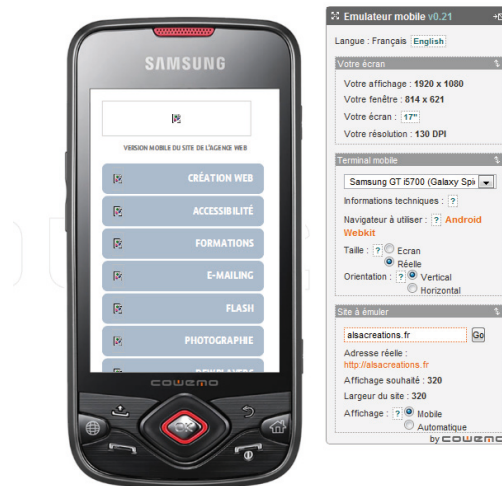 SAMSUNG
VERSION MOBILE DU SITE DE L'AGENCE WEB
CRÉATION WEB
ACCESSIBILITÉ
FORMATIONS
E-MAILING
FLASH
PHOTOGRAPHIE
DEWPLAYERS
cowemo
OK
Emulateur mobile v0.21
Langue : Français English
Votre écran
Votre affichage : 1920 x 1080
Votre fenêtre : 814 x 621
Votre écran : 17"
Votre résolution : 130 DPI
Terminal mobile
Samsung GT i5700 (Galaxy Spi
Informations techniques : ?
Navigateur à utiliser : ? Android
Webkit
Taille : ? Ecran
Réelle
Orientation : ? Vertical
Horizontal
Site à émuler
alsacreations.fr Go
Adresse réelle :
http://alsacreations.fr
Affichage souhaité : 320
Largeur du site : 320
Affichage : ? Mobile
Automatique
by cowemo